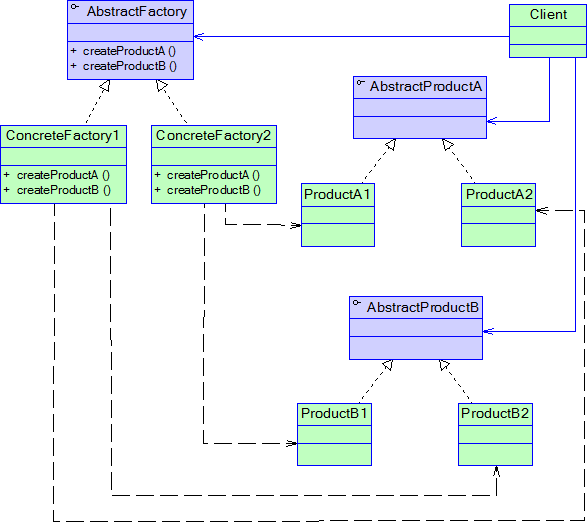 AbstractFactory
+ createProductA ()
+ createProductB ()
Client
AbstractProductA
ConcreteFactory1
+ createProductA ()
+ createProductB ()
ConcreteFactory2
+ createProductA ()
+ createProductB ()
ProductA1
ProductA2
AbstractProductB
ProductB1
ProductB2